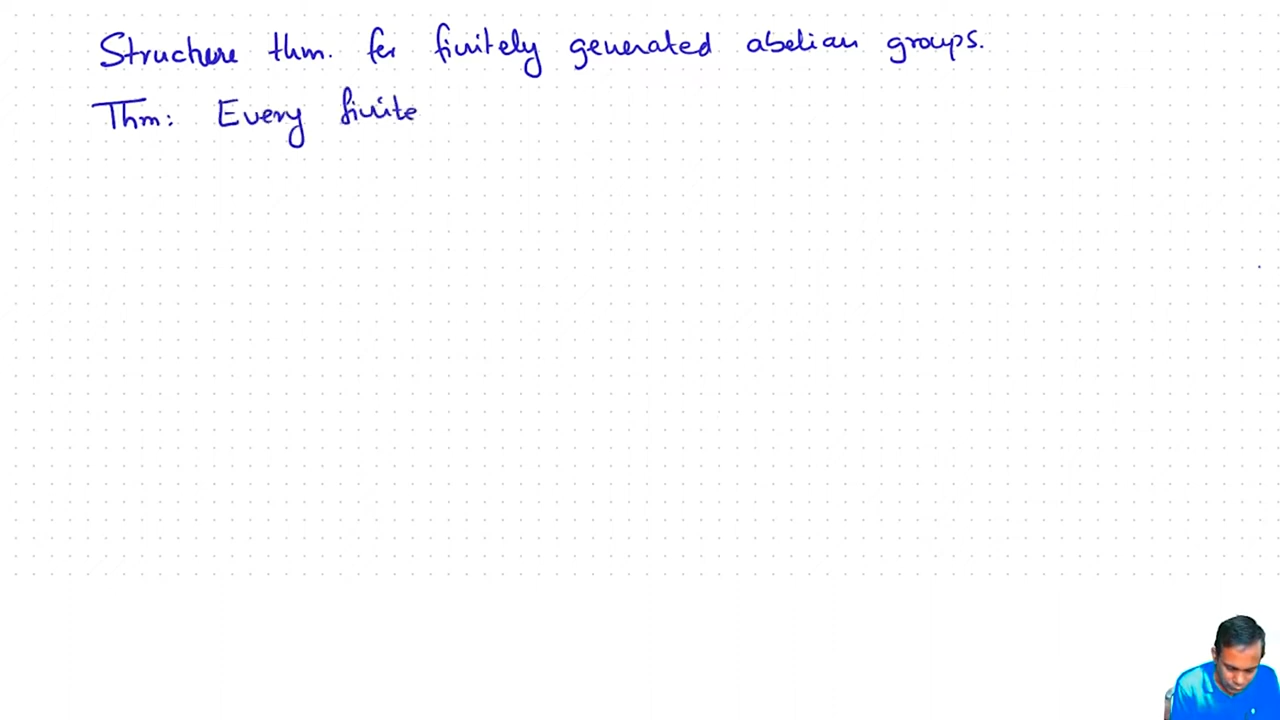 Structure thm. for finitely generated abelian groups.
Thm: Every finite